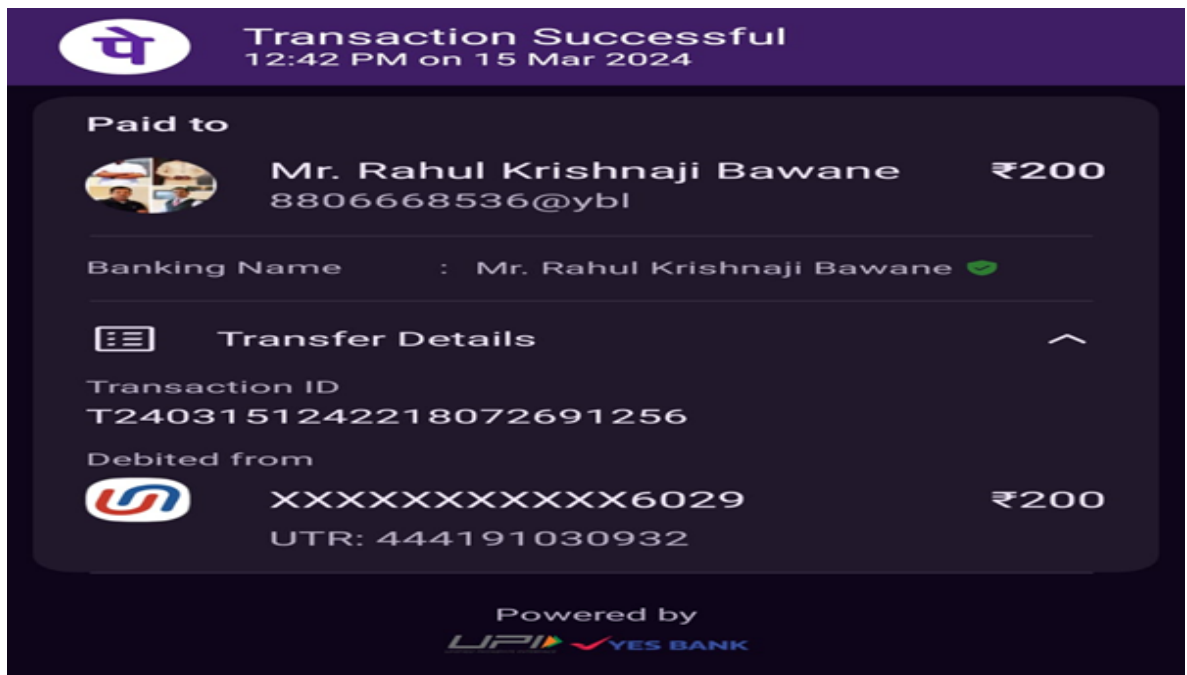 पे
Transaction Successful
12:42 PM on 15 Mar 2024
Paid to
Mr. Rahul Krishnaji Bawane ₹200
8806668536@ybl
Banking Name : Mr. Rahul Krishnaji Bawane
Transfer Details
Transaction ID
T2403151242218072691256
Debited from
XXXXXXXXXXX6029 ₹200
UTR: 444191030932
Powered by
UPI YES BANK